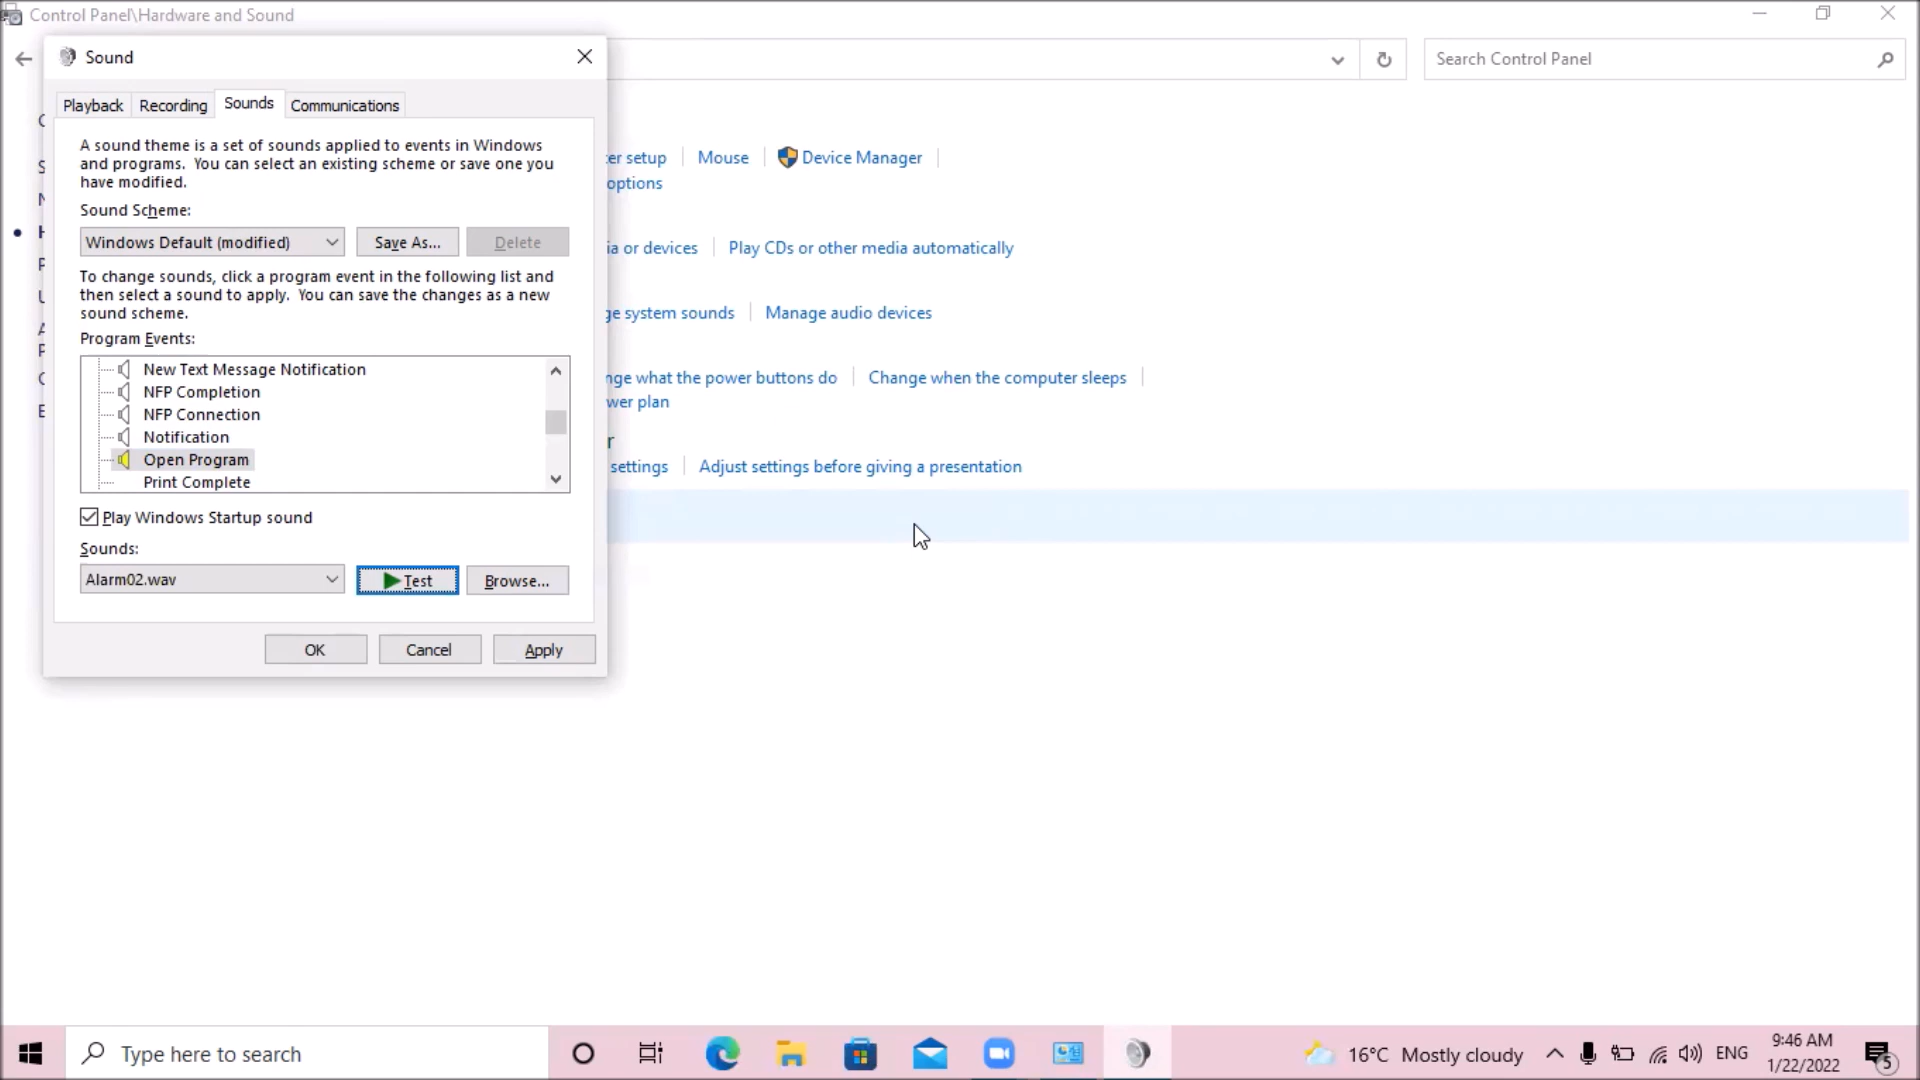 Control Panel\Hardware and Sound
Sound
Search Control Panel
Playback
Recording
Sounds
Communications
A sound theme is a set of sounds applied to events in Windows
and programs. You can select an existing scheme or save one you
have modified.
Sound Scheme:
Windows Default (modified)
Save As...
Delete
To change sounds, click a program event in the following list and
then select a sound to apply. You can save the changes as a new
sound scheme.
Program Events:
New Text Message Notification
NFP Completion
NFP Connection
Notification
Open Program
Print Complete
Play Windows Startup sound
Sounds:
Alarm02.wav
Test
Browse...
OK
Cancel
Apply
setup
Mouse
Device Manager
options
or devices
Play CDs or other media automatically
system sounds
Manage audio devices
what the power buttons do
Change when the computer sleeps
plan
settings
Adjust settings before giving a presentation
Type here to search
16°C Mostly cloudy
ENG
9:46 AM
1/22/2022
5